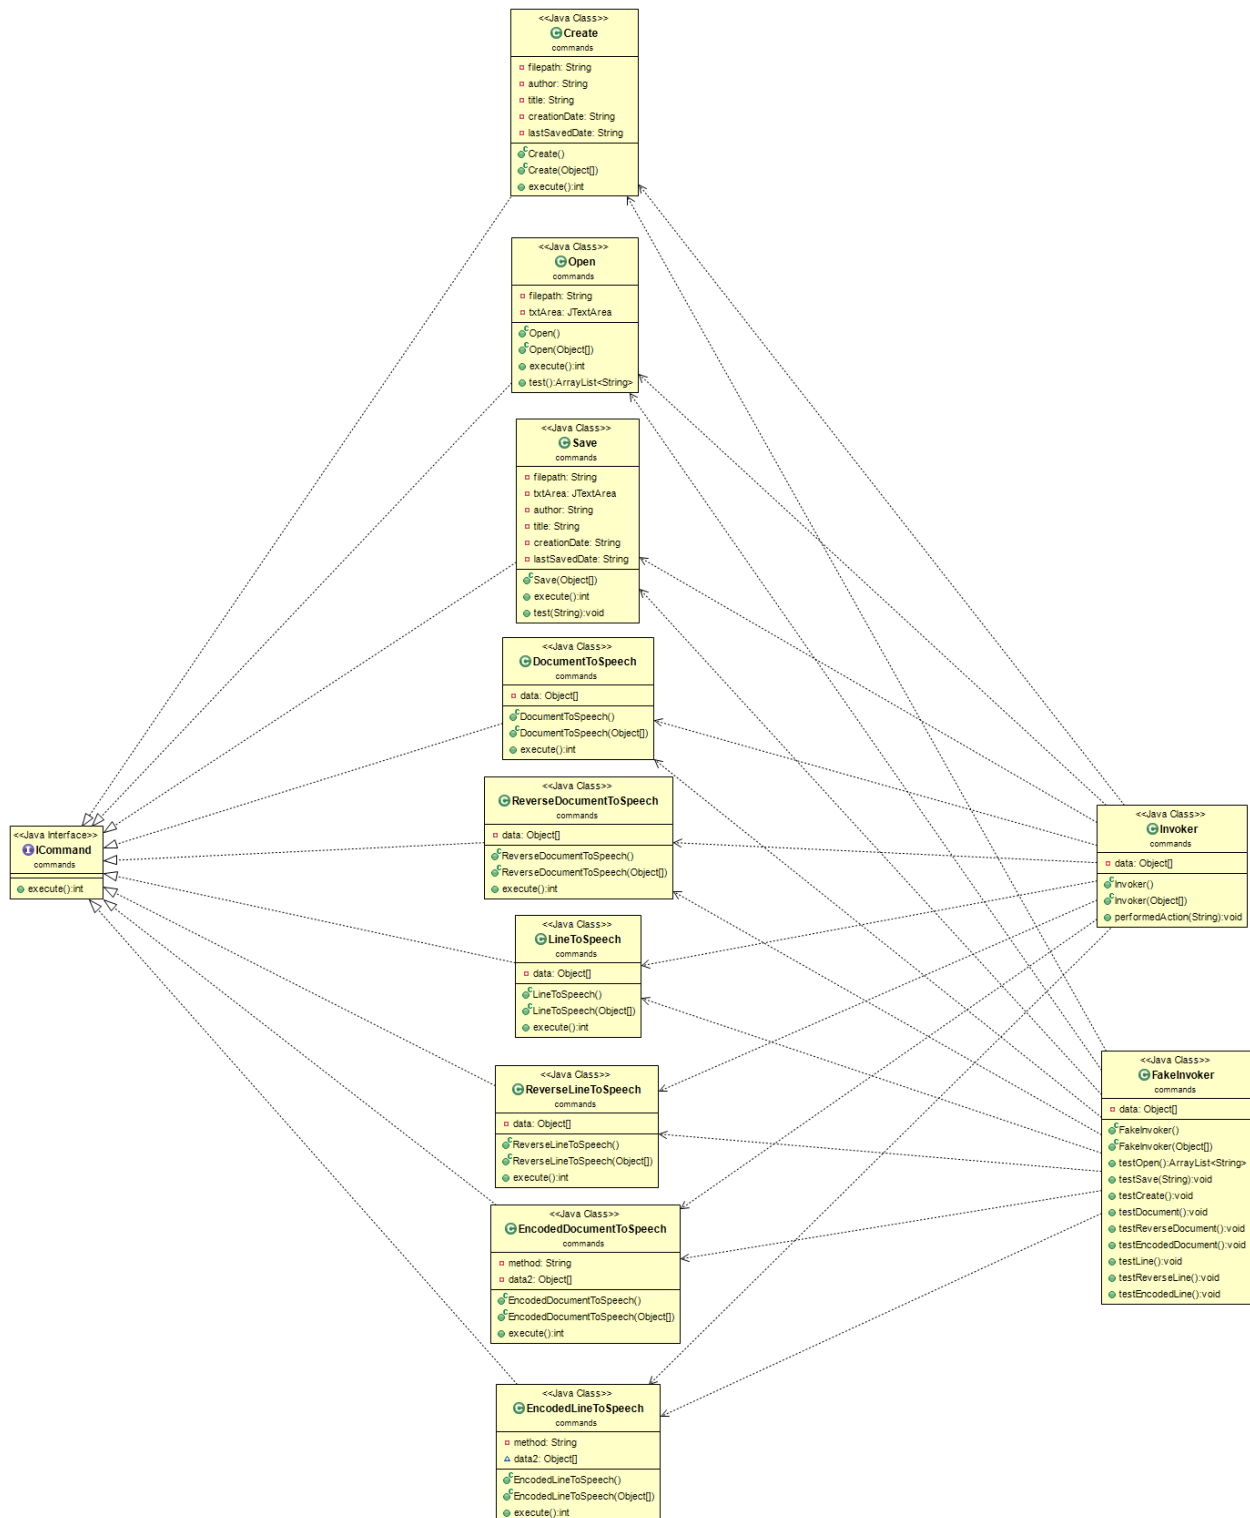 <<Java Class>>
Create
commands
filepath: String
author: String
title: String
creationDate: String
lastSavedDate: String
Create()
Create(Object[])
execute():int
<<Java Class>>
Open
commands
filepath: String
txtArea: JTextArea
Open()
Open(Object[])
execute():int
test():ArrayList<String>
<<Java Class>>
Save
commands
filepath: String
txtArea: JTextArea
author: String
title: String
creationDate: String
lastSavedDate: String
Save(Object[])
execute():int
test(String):void
<<Java Class>>
DocumentToSpeech
commands
data: Object[]
DocumentToSpeech()
DocumentToSpeech(Object[])
execute():int
<<Java Class>>
ReverseDocumentToSpeech
commands
data: Object[]
ReverseDocumentToSpeech()
ReverseDocumentToSpeech(Object[])
execute():int
<<Java Interface>>
ICommand
commands
execute():int
<<Java Class>>
Invoker
commands
data: Object[]
Invoker()
Invoker(Object[])
performedAction(String):void
<<Java Class>>
LineToSpeech
commands
data: Object[]
LineToSpeech()
LineToSpeech(Object[])
execute():int
<<Java Class>>
ReverseLineToSpeech
commands
data: Object[]
ReverseLineToSpeech()
ReverseLineToSpeech(Object[])
execute():int
<<Java Class>>
FakeInvoker
commands
data: Object[]
FakeInvoker()
FakeInvoker(Object[])
testOpen():ArrayList<String>
testSave(String):void
testCreate():void
testDocument():void
testReverseDocument():void
testEncodedDocument():void
testLine():void
testReverseLine():void
testEncodedLine():void
<<Java Class>>
EncodedDocumentToSpeech
commands
method: String
data2: Object[]
EncodedDocumentToSpeech()
EncodedDocumentToSpeech(Object[])
execute():int
<<Java Class>>
EncodedLineToSpeech
commands
method: String
data2: Object[]
EncodedLineToSpeech()
EncodedLineToSpeech(Object[])
execute():int